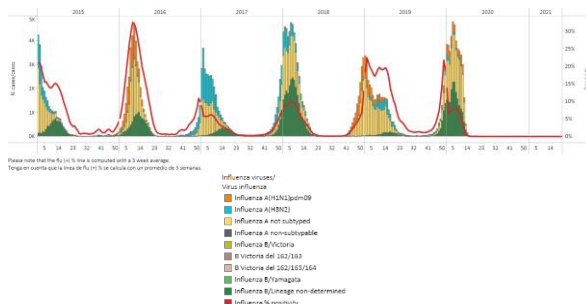 2015 2016 2017 2018 2019 2020 2021
5K
4K
30%
25%
20%
2K
15%
1K
10%
5%
0K
0%
5 14 23 32 41 50 5 14 23 32 41 50 5 14 23 32 41 50 5 14 23 32 41 50 5 14 23 32 41 50 5 14 23 32 41 50 5 14
# cases/casos
Please note that the flu (+) % line is computed with a 3 week average.
Tenga en cuenta que la línea de flu (+) % se calcula con un promedio de 3 semanas.
Influenza viruses/
Virus influenza
Influenza A(H1N1)pdm09
Influenza A(H3N2)
Influenza A not subtyped
Influenza A non-subtypable
Influenza B/Victoria
B Victoria del 162/163
B Victoria del 162/163/164
Influenza B/Yamagata
Influenza B/Lineage non-determined
Influenza % positivity